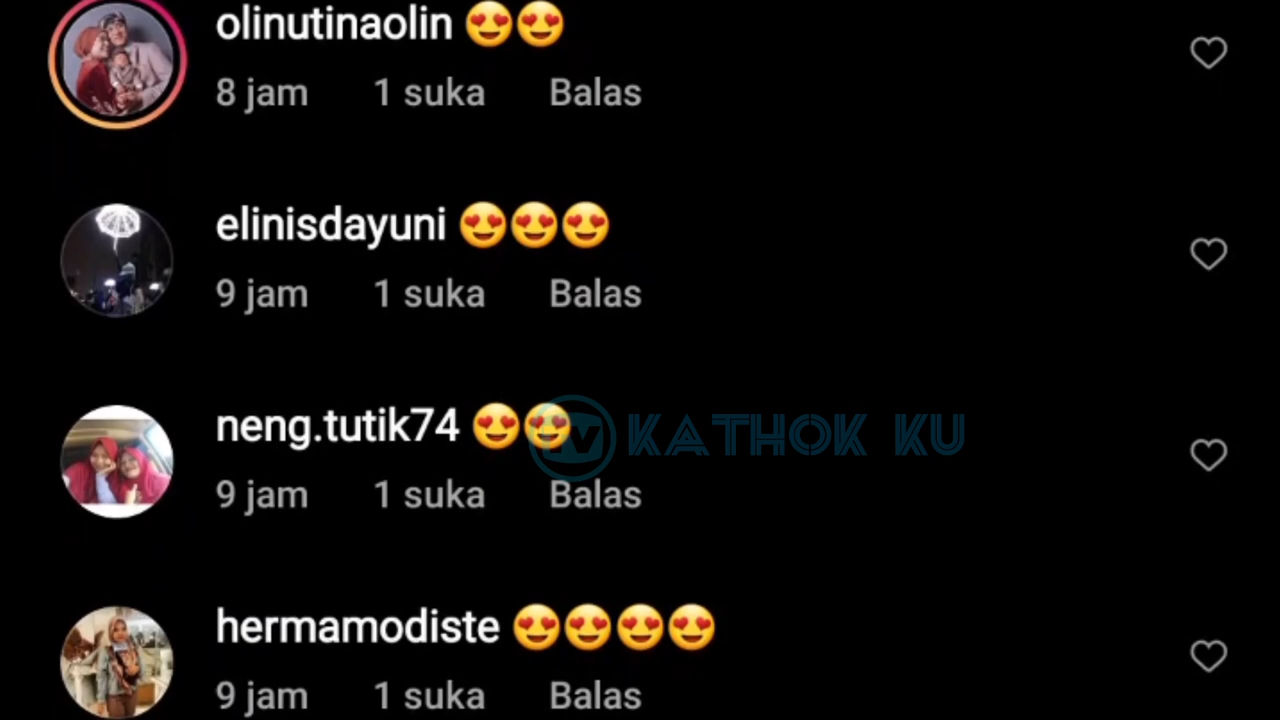 olinutinaolin 😍😍
8 jam 1 suka Balas
elinisdayuni 😍😍😍
9 jam 1 suka Balas
neng.tutik74 😍😍
KATHOK KU
9 jam 1 suka Balas
hermamodiste 😍😍😍😍
9 jam 1 suka Balas